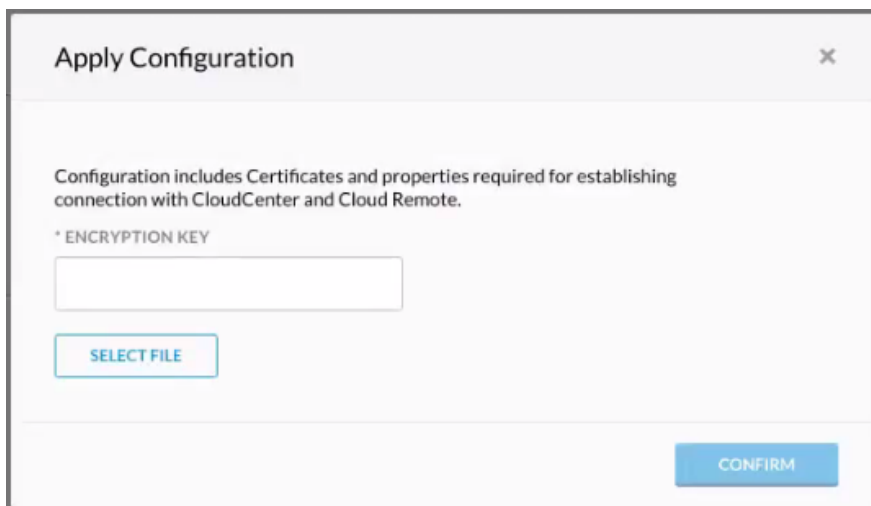 Apply Configuration
Configuration includes Certificates and properties required for establishing
connection with CloudCenter and Cloud Remote.
* ENCRYPTION KEY
SELECT FILE
CONFIRM